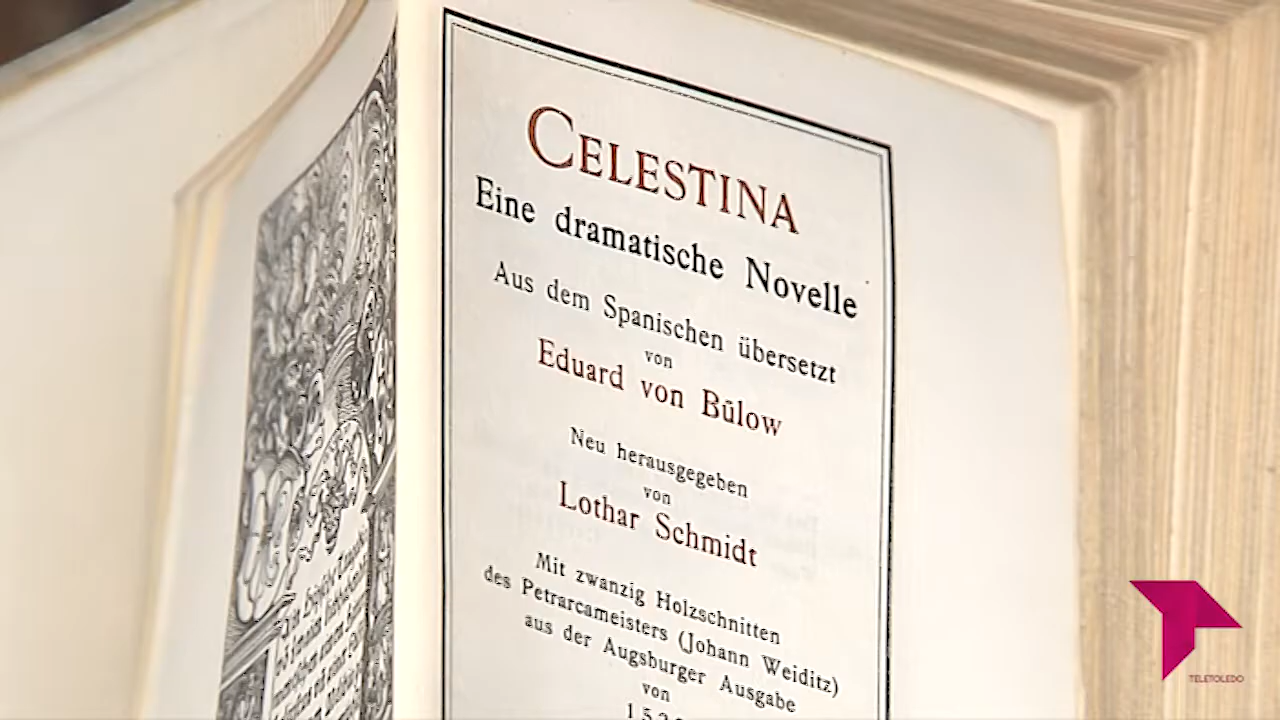 CELESTINA
Eine dramatische Novelle
Aus dem Spanischen übersetzt
von
Eduard von Bülow
Neu herausgegeben
von
Lothar Schmidt
Mit zwanzig Holzschnitten
des Petrarcameisters (Johann Weiditz)
aus der Augsburger Ausgabe
von
TELETOLEDO